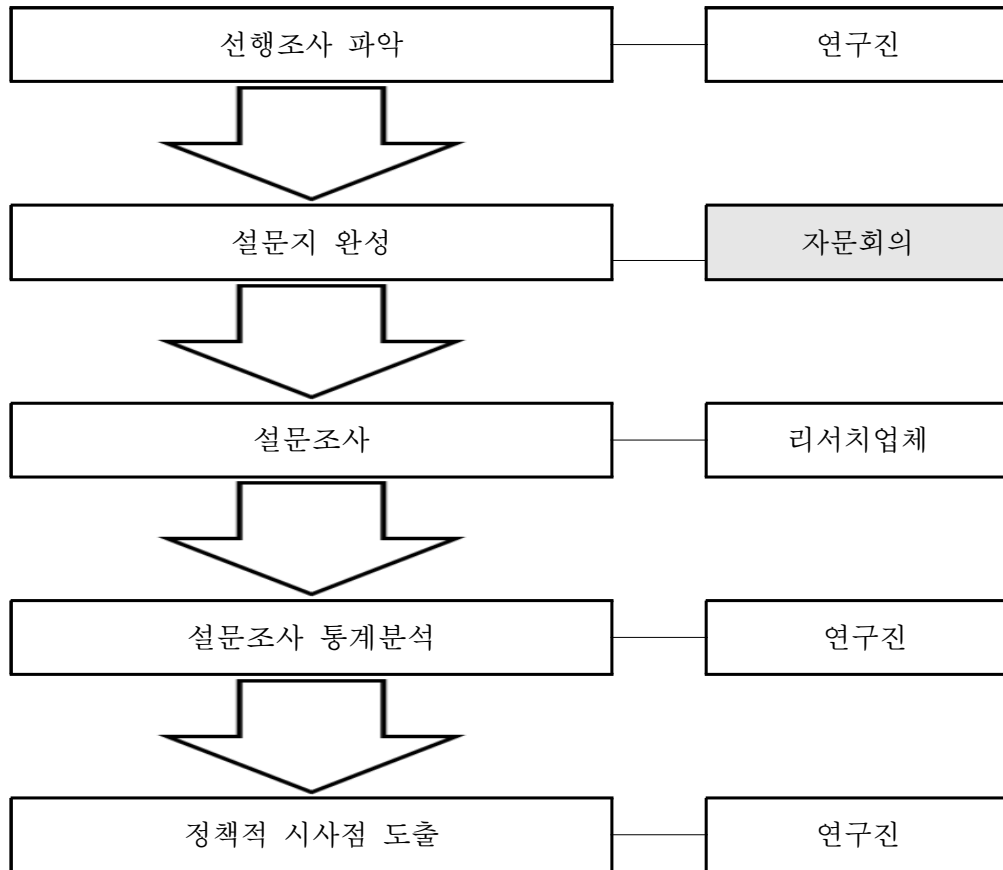 선행조사 파악
연구진
설문지 완성
자문회의
설문조사
리서치업체
설문조사 통계분석
연구진
정책적 시사점 도출
연구진